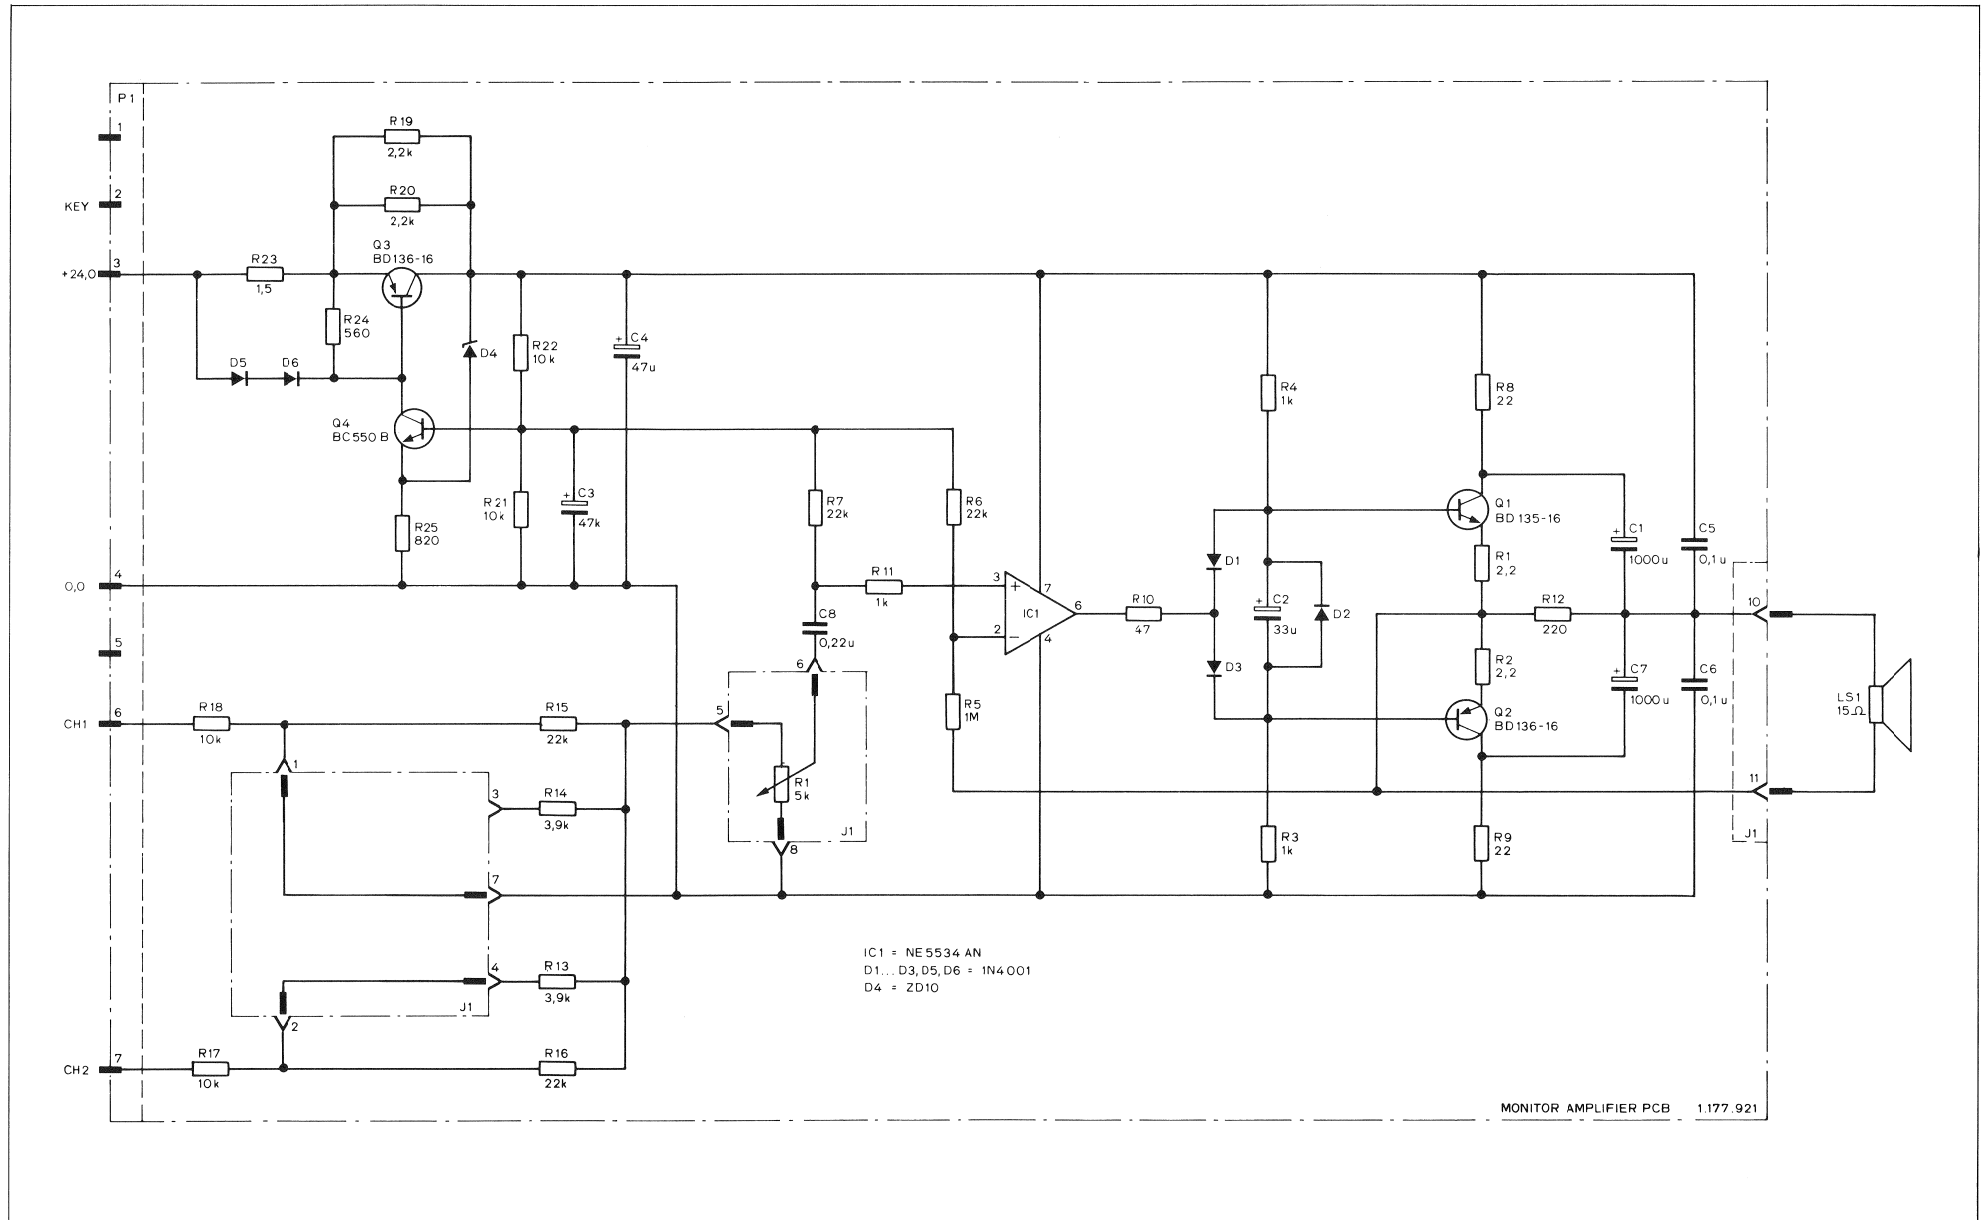 P1
1
R19
2,2k
2
KEY
R20
2,2k
Q3
BD136-16
3
+24,0
R23
1,5
R24
560
D4
R22
10k
+
C4
47u
D5
D6
R4
1k
R8
22
Q4
BC550 B
R25
820
R21
10k
+
C3
47k
R7
22k
R6
22k
Q1
BD135-16
4
0,0
R11
1k
3
+
7
IC1
2
-
4
6
R10
47
D1
D3
+
C2
33u
D2
R1
2,2
R12
220
R2
2,2
+
C1
1000u
C5
0,1u
+
C7
1000u
C6
0,1u
10
11
J1
LS1
15Ω
5
C8
0,22u
6
R5
1M
Q2
BD136-16
6
CH1
R18
10k
R15
22k
5
R1
5k
J1
8
1
3
R14
3,9k
7
R3
1k
R9
22
4
R13
3,9k
J1
2
7
CH2
R17
10k
R16
22k
IC1 = NE5534 AN
D1...D3,D5,D6 = 1N4001
D4 = ZD10
MONITOR AMPLIFIER PCB 1.177.921